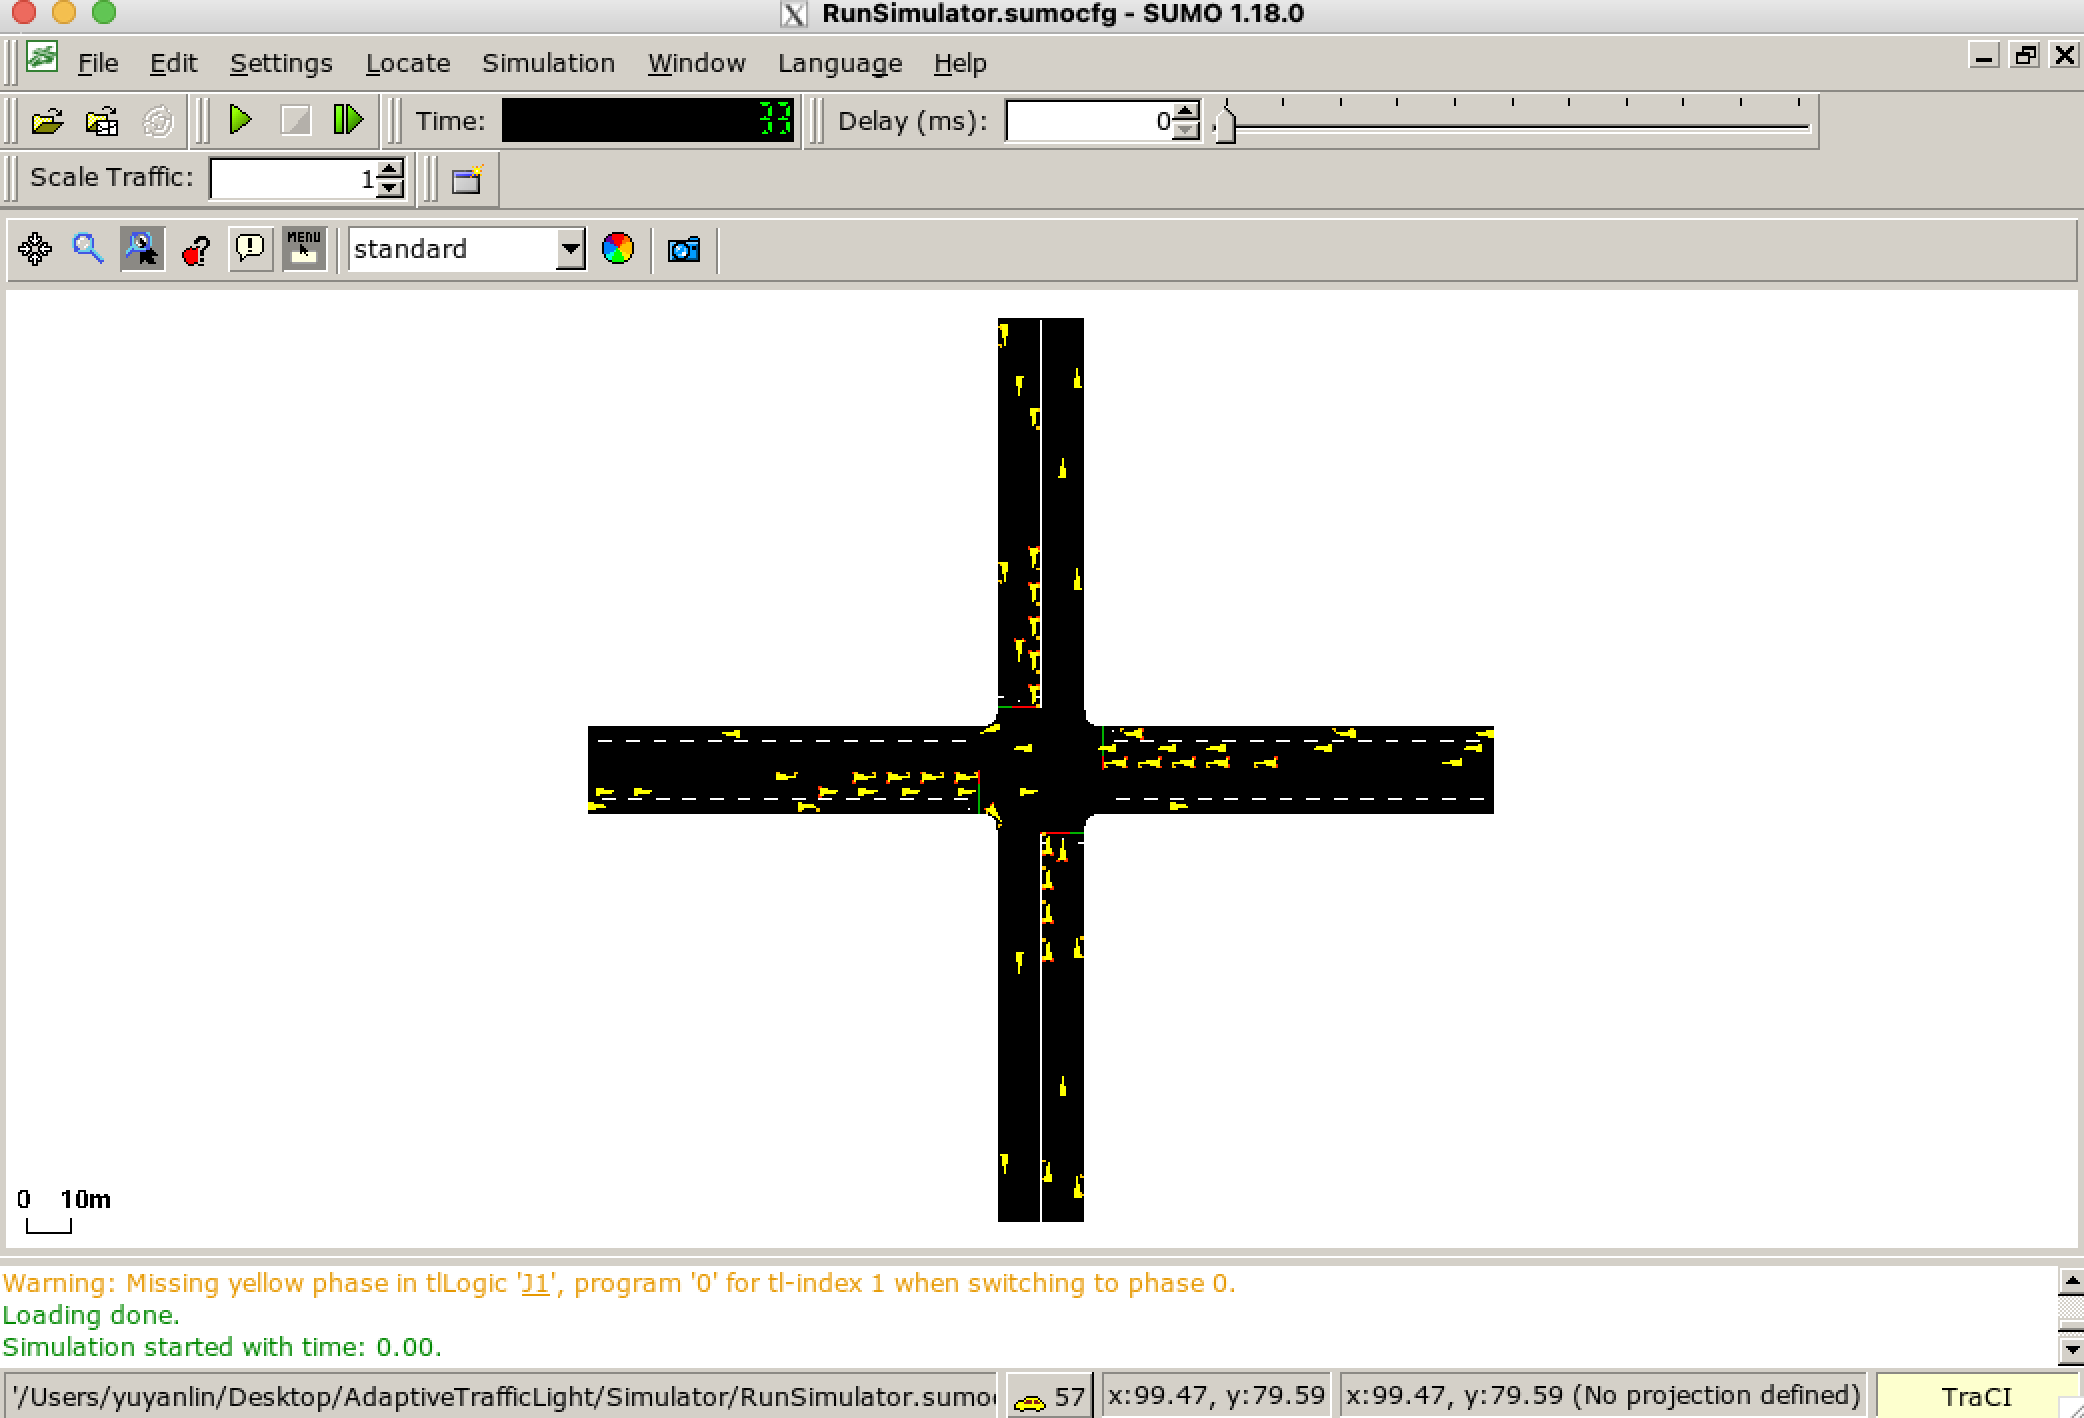 RunSimulator.sumocfg - SUMO 1.18.0
File Edit Settings Locate Simulation Window Language Help
Time: 33 Delay (ms): 0
Scale Traffic: 1
MENU
standard
0 10m
Warning: Missing yellow phase in tlLogic 'J1', program '0' for tl-index 1 when switching to phase 0.
Loading done.
Simulation started with time: 0.00.
'/Users/yuyanlin/Desktop/AdaptiveTrafficLight/Simulator/RunSimulator.sumoc 57 x:99.47, y:79.59 x:99.47, y:79.59 (No projection defined) TraCI